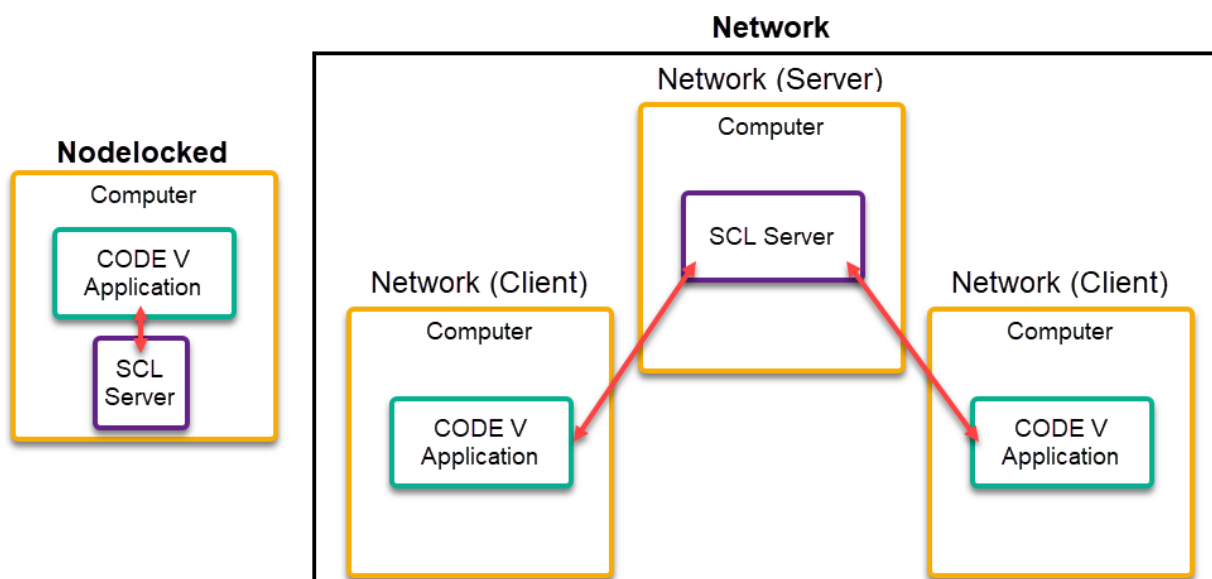 Nodelocked
Computer
CODE V
Application
SCL
Server
Network
Network (Server)
Computer
SCL Server
Network (Client)
Computer
CODE V
Application
Network (Client)
Computer
CODE V
Application